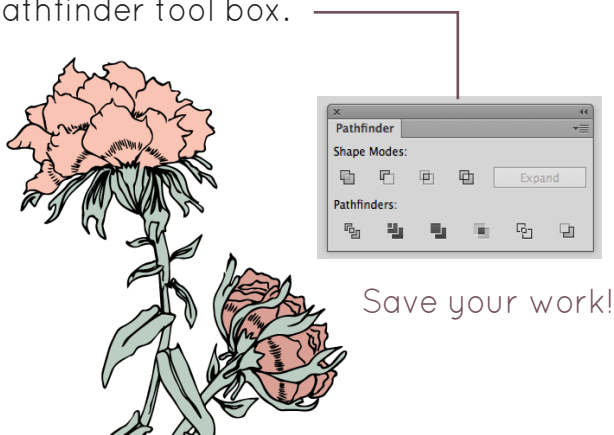 athfinder tool box.
Pathfinder
Shape Modes:
Expand
Pathfinders:
Save your work!